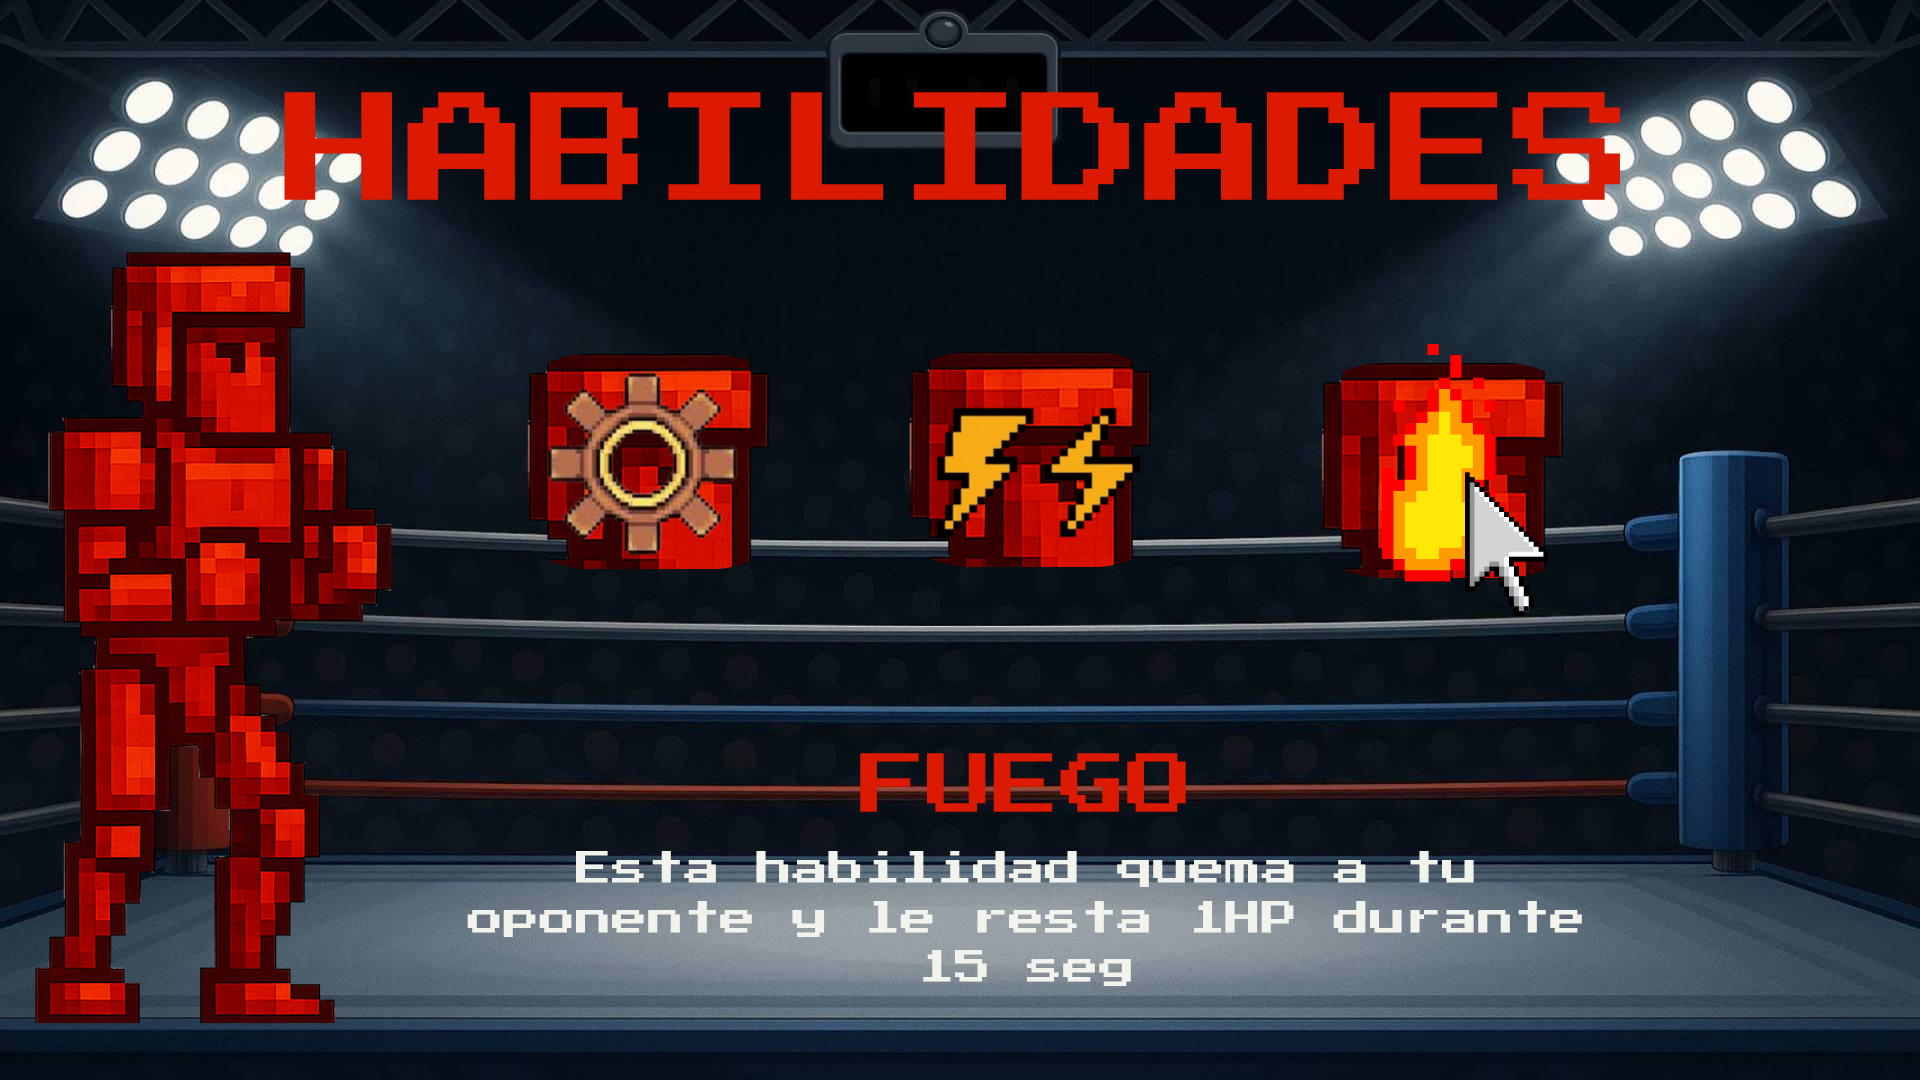 HABILIDADES
FUEGO
Esta habilidad quema a tu
oponente y le resta 1HP durante
15 seg